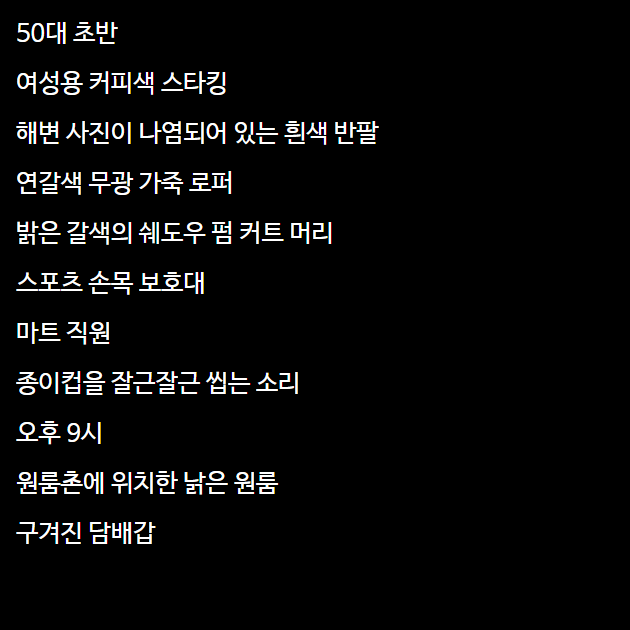 50대 초반
여성용 커피색 스타킹
해변 사진이 나염되어 있는 흰색 반팔
연갈색 무광 가죽 로퍼
밝은 갈색의 쉐도우 펌 커트 머리
스포츠 손목 보호대
마트 직원
종이컵을 잘근잘근 씹는 소리
오후 9시
원룸촌에 위치한 낡은 원룸
구겨진 담배갑